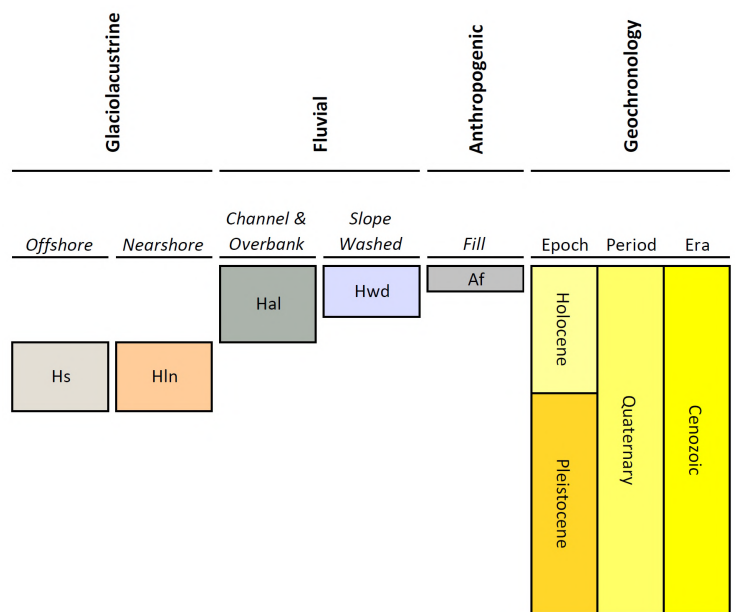 Glaciolacustrine
Fluvial
Anthropogenic
Geochronology
Offshore
Nearshore
Channel &
Overbank
Slope
Washed
Fill
Epoch
Period
Era
Hs
Hln
Hal
Hwd
Af
Holocene
Pleistocene
Quaternary
Cenozoic